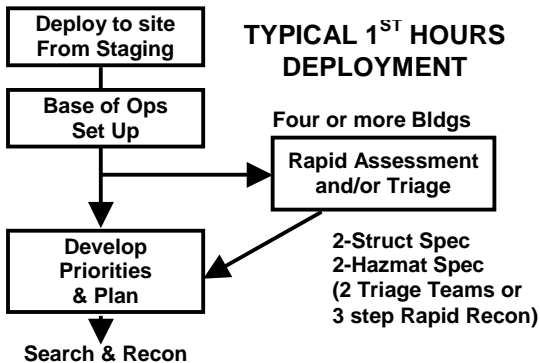 Deploy to site
From Staging
TYPICAL 1ST HOURS
DEPLOYMENT
Base of Ops
Set Up
Four or more Bldgs
Rapid Assessment
and/or Triage
Develop
Priorities
& Plan
2-Struct Spec
2-Hazmat Spec
(2 Triage Teams or
3 step Rapid Recon)
Search & Recon